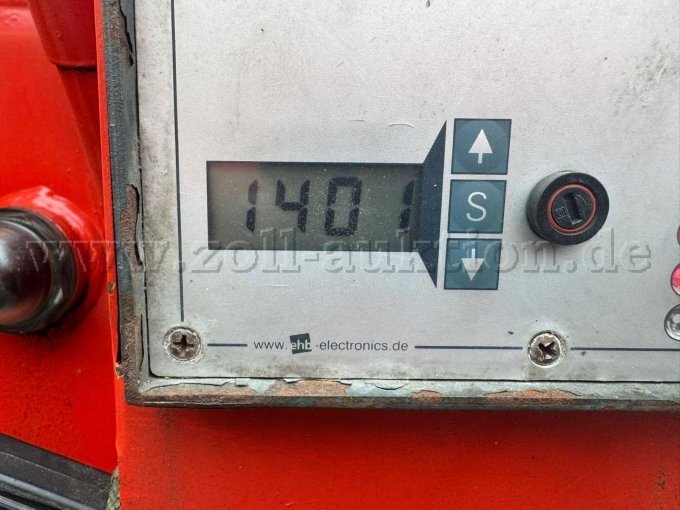 1401
S
www.zoll-auktion.de
www.ehb-electronics.de